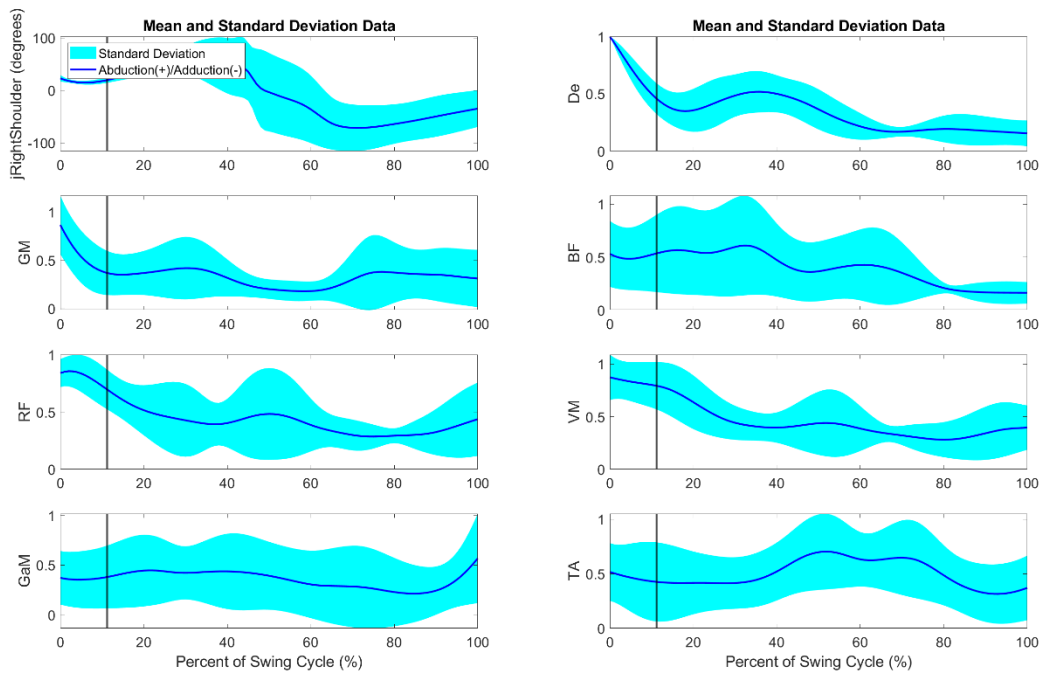 Mean and Standard Deviation Data
jRightShoulder (degrees)
100
0
-100
Standard Deviation
Abduction(+)/Adduction(-)
0 20 40 60 80 100
Mean and Standard Deviation Data
De
1
0.5
0
0 20 40 60 80 100
GM
1
0.5
0
0 20 40 60 80 100
BF
1
0.5
0
0 20 40 60 80 100
RF
1
0.5
0
0 20 40 60 80 100
VM
1
0.5
0
0 20 40 60 80 100
GaM
1
0.5
0
0 20 40 60 80 100
Percent of Swing Cycle (%)
TA
1
0.5
0
0 20 40 60 80 100
Percent of Swing Cycle (%)